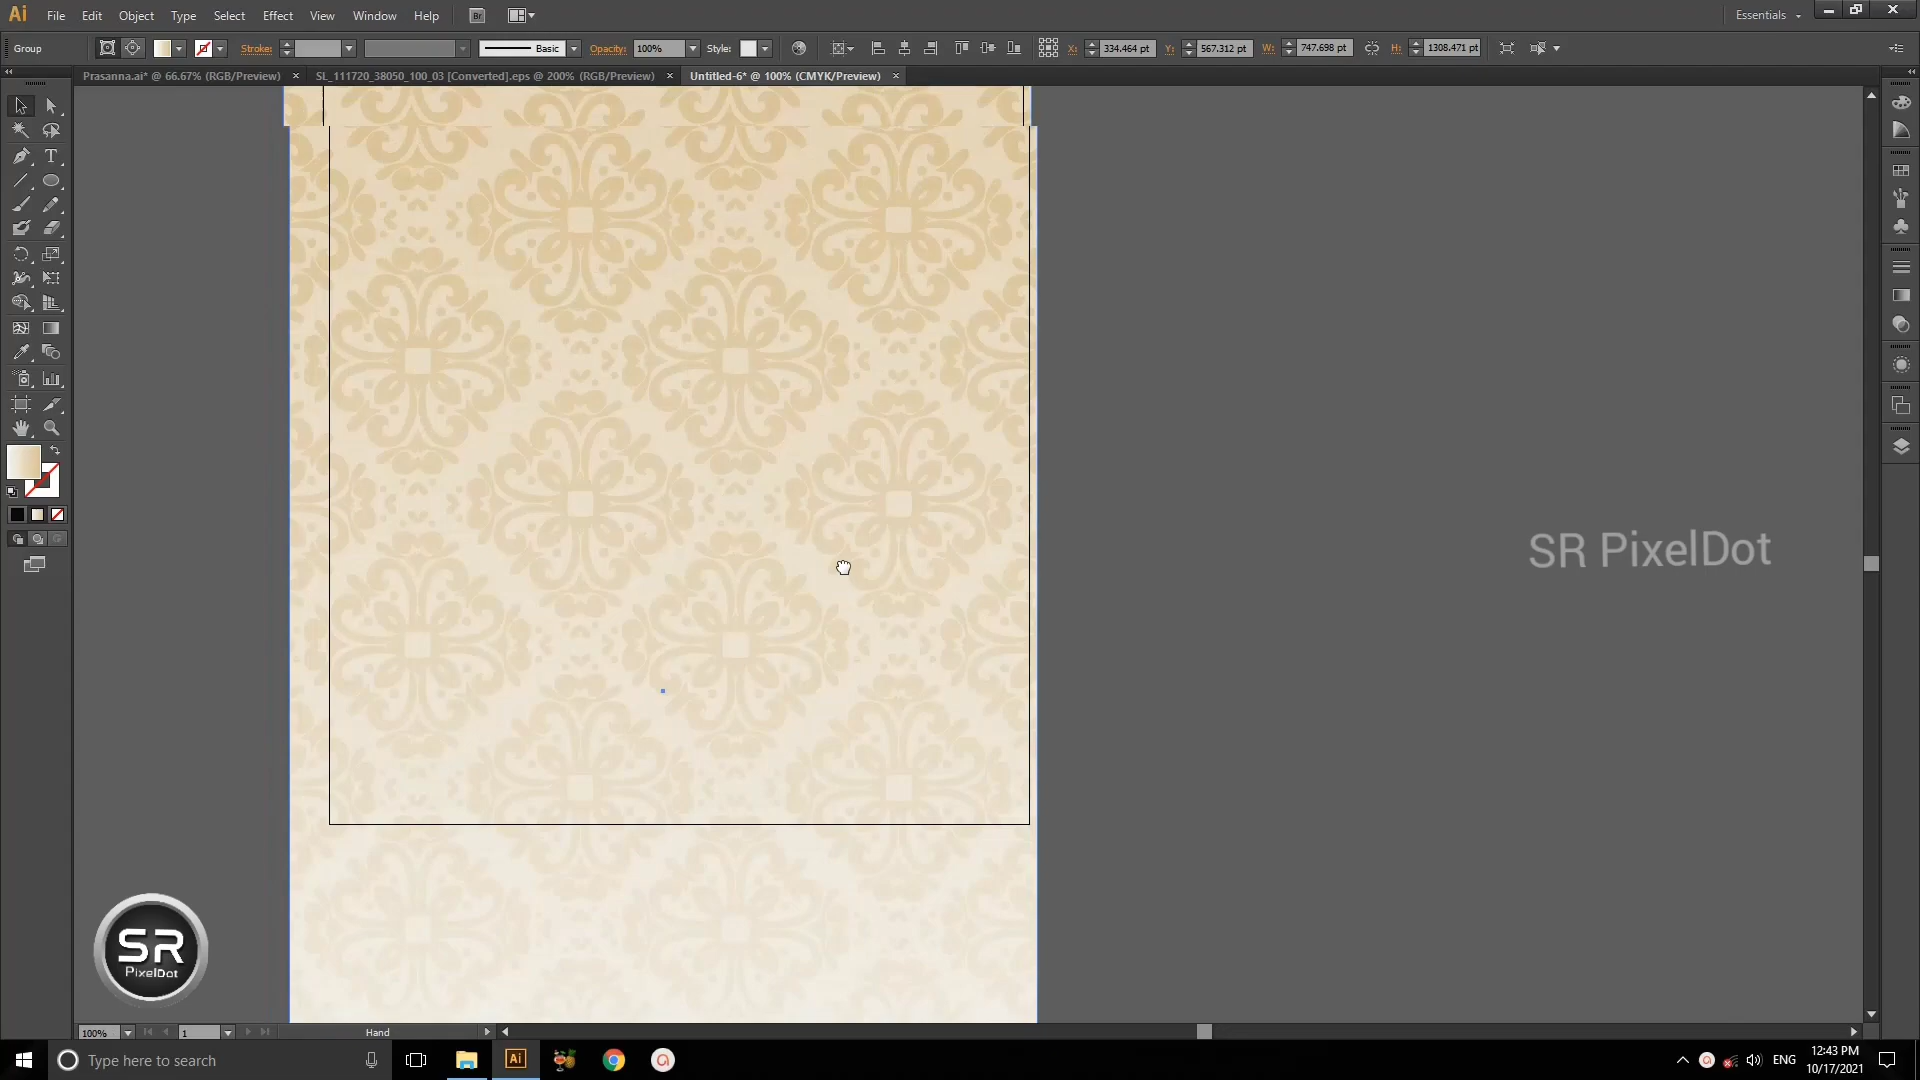 Ai File Edit Object Type Select Effect View Window Help Br Essentials
Group Stroke: Basic Opacity: 100% Style: X: 334.464 pt Y: 567.312 pt W: 747.698 pt H: 1308.471 pt
Prasanna.ai* @ 66.67% (RGB/Preview) × SL_111720_38050_100_03 [Converted].eps @ 200% (RGB/Preview) × Untitled-6* @ 100% (CMYK/Preview) ×
SR PixelDot
SR
PixelDot
100% 1 Hand
Type here to search Ai ENG 12:43 PM
10/17/2021